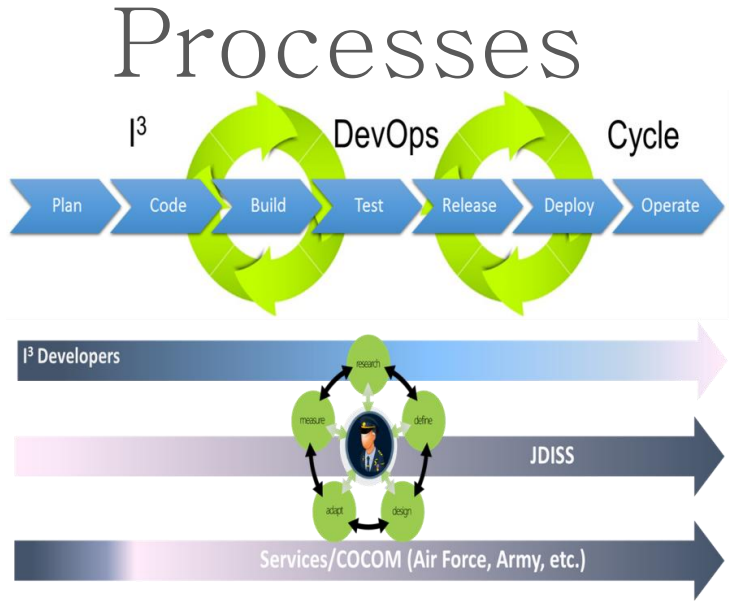 Processes
I³ DevOps Cycle
Plan Code Build Test Release Deploy Operate
I³ Developers
research
measure define
JDISS
adapt design
Services/COCOM (Air Force, Army, etc.)